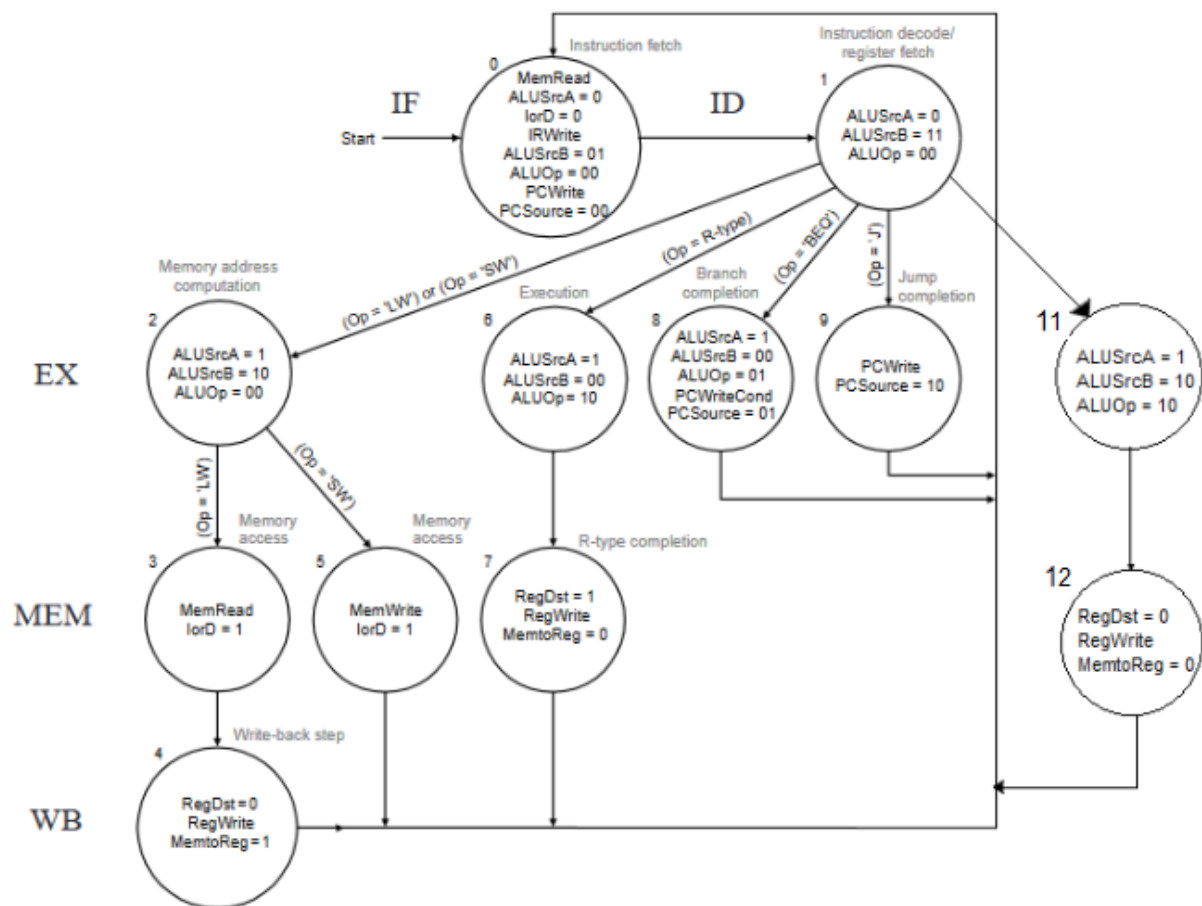 Instruction fetch
0
MemRead
ALUSrcA = 0
IorD = 0
IRWrite
ALUSrcB = 01
ALUOp = 00
PCWrite
PCSource = 00
IF
Start
ID
Instruction decode/
register fetch
1
ALUSrcA = 0
ALUSrcB = 11
ALUOp = 00
(Op = 'LW') or (Op = 'SW')
(Op = R-type)
(Op = 'BEQ')
(Op = 'J')
EX
Memory address
computation
2
ALUSrcA = 1
ALUSrcB = 10
ALUOp = 00
Execution
6
ALUSrcA =1
ALUSrcB = 00
ALUOp= 10
Branch
completion
8
ALUSrcA = 1
ALUSrcB = 00
ALUOp = 01
PCWriteCond
PCSource = 01
Jump
completion
9
PCWrite
PCSource = 10
11
ALUSrcA = 1
ALUSrcB = 10
ALUOp = 10
(Op = 'LW')
(Op = 'SW')
MEM
Memory
access
3
MemRead
IorD = 1
Memory
access
5
MemWrite
IorD = 1
R-type completion
7
RegDst = 1
RegWrite
MemtoReg = 0
12
RegDst = 0
RegWrite
MemtoReg = 0
WB
Write-back step
4
RegDst=0
RegWrite
MemtoReg=1